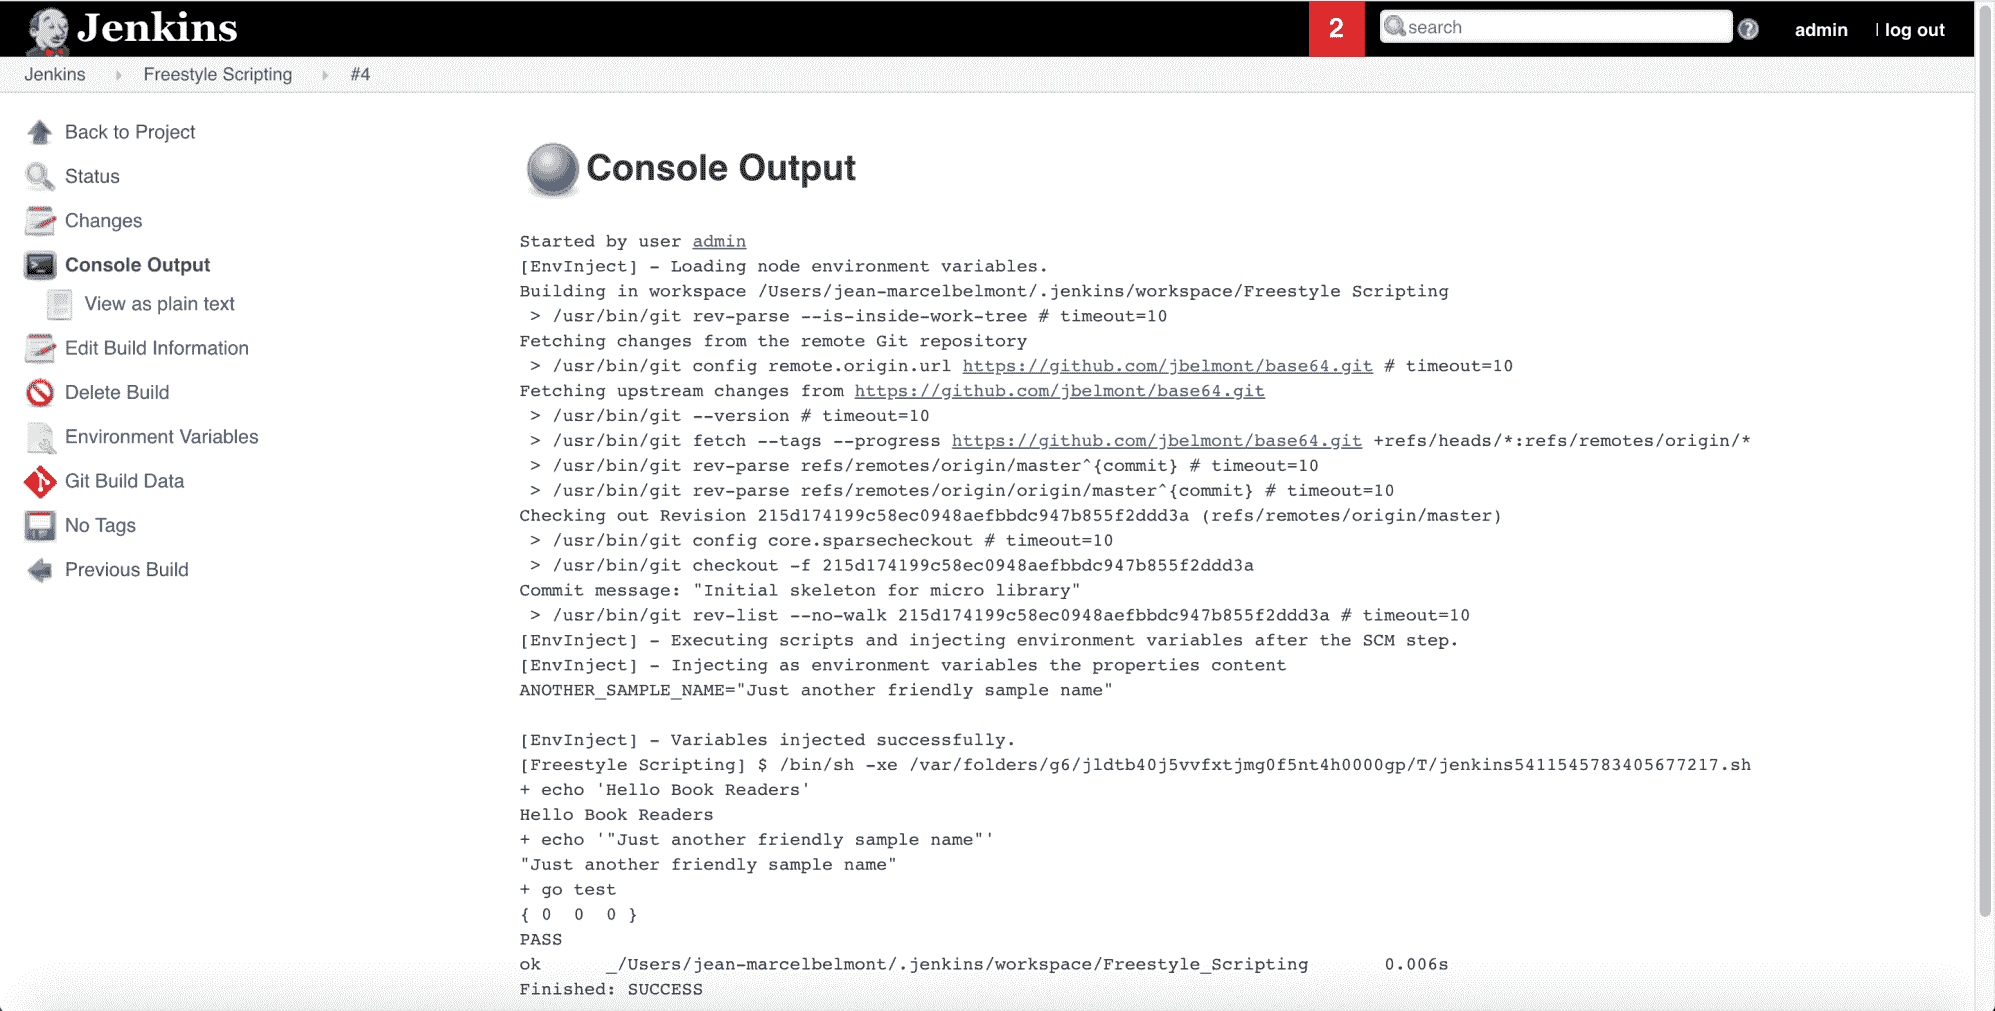 Jenkins
2
search
admin
| log out
Jenkins
Freestyle Scripting
#4
Back to Project
Status
Changes
Console Output
View as plain text
Edit Build Information
Delete Build
Environment Variables
Git Build Data
No Tags
Previous Build
Console Output
Started by user admin
[EnvInject] - Loading node environment variables.
Building in workspace /Users/jean-marcelbelmont/.jenkins/workspace/Freestyle Scripting
 > /usr/bin/git rev-parse --is-inside-work-tree # timeout=10
Fetching changes from the remote Git repository
 > /usr/bin/git config remote.origin.url https://github.com/jbelmont/base64.git # timeout=10
Fetching upstream changes from https://github.com/jbelmont/base64.git
 > /usr/bin/git --version # timeout=10
 > /usr/bin/git fetch --tags --progress https://github.com/jbelmont/base64.git +refs/heads/*:refs/remotes/origin/*
 > /usr/bin/git rev-parse refs/remotes/origin/master^{commit} # timeout=10
 > /usr/bin/git rev-parse refs/remotes/origin/origin/master^{commit} # timeout=10
Checking out Revision 215d174199c58ec0948aefbbdc947b855f2ddd3a (refs/remotes/origin/master)
 > /usr/bin/git config core.sparsecheckout # timeout=10
 > /usr/bin/git checkout -f 215d174199c58ec0948aefbbdc947b855f2ddd3a
Commit message: "Initial skeleton for micro library"
 > /usr/bin/git rev-list --no-walk 215d174199c58ec0948aefbbdc947b855f2ddd3a # timeout=10
[EnvInject] - Executing scripts and injecting environment variables after the SCM step.
[EnvInject] - Injecting as environment variables the properties content
ANOTHER_SAMPLE_NAME="Just another friendly sample name"
[EnvInject] - Variables injected successfully.
[Freestyle Scripting] $ /bin/sh -xe /var/folders/g6/jldtb40j5vvfxtjmg0f5nt4h0000gp/T/jenkins5411545783405677217.sh
+ echo 'Hello Book Readers'
Hello Book Readers
+ echo '"Just another friendly sample name"'
"Just another friendly sample name"
+ go test
{ 0  0  0 }
PASS
ok      _/Users/jean-marcelbelmont/.jenkins/workspace/Freestyle_Scripting       0.006s
Finished: SUCCESS